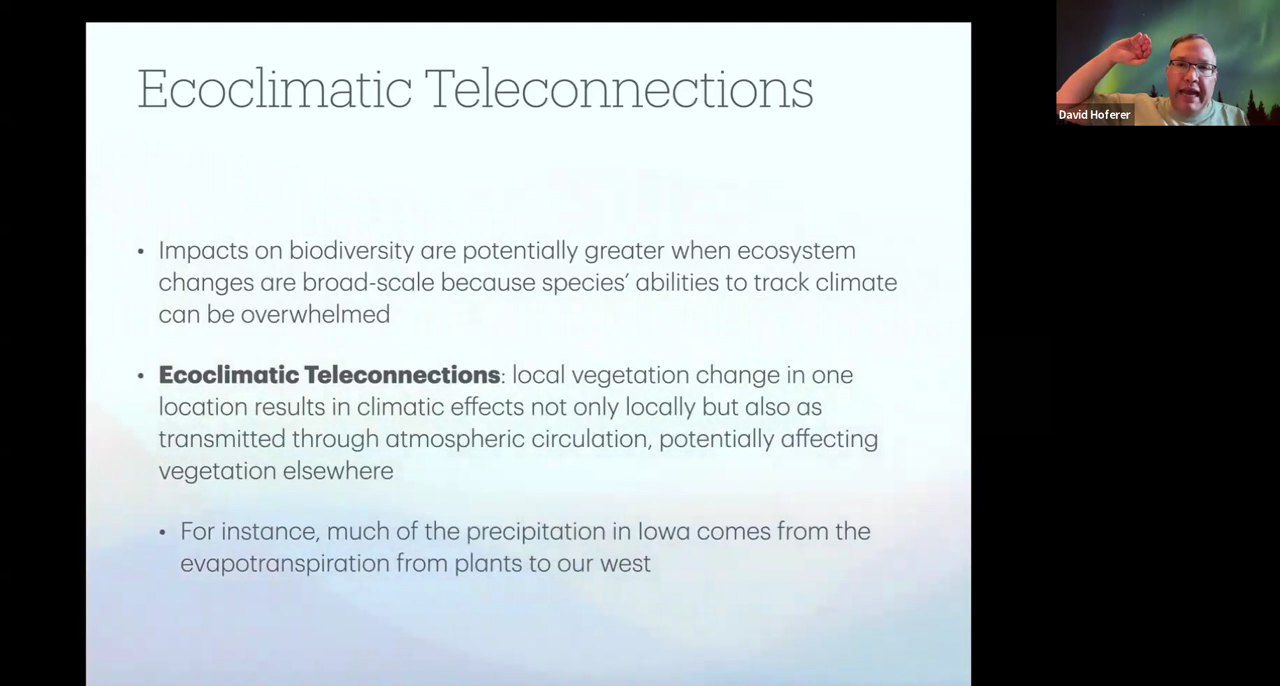 Ecoclimatic Teleconnections
David Hoferer
• Impacts on biodiversity are potentially greater when ecosystem
changes are broad-scale because species’ abilities to track climate
can be overwhelmed
• Ecoclimatic Teleconnections: local vegetation change in one
location results in climatic effects not only locally but also as
transmitted through atmospheric circulation, potentially affecting
vegetation elsewhere
• For instance, much of the precipitation in Iowa comes from the
evapotranspiration from plants to our west